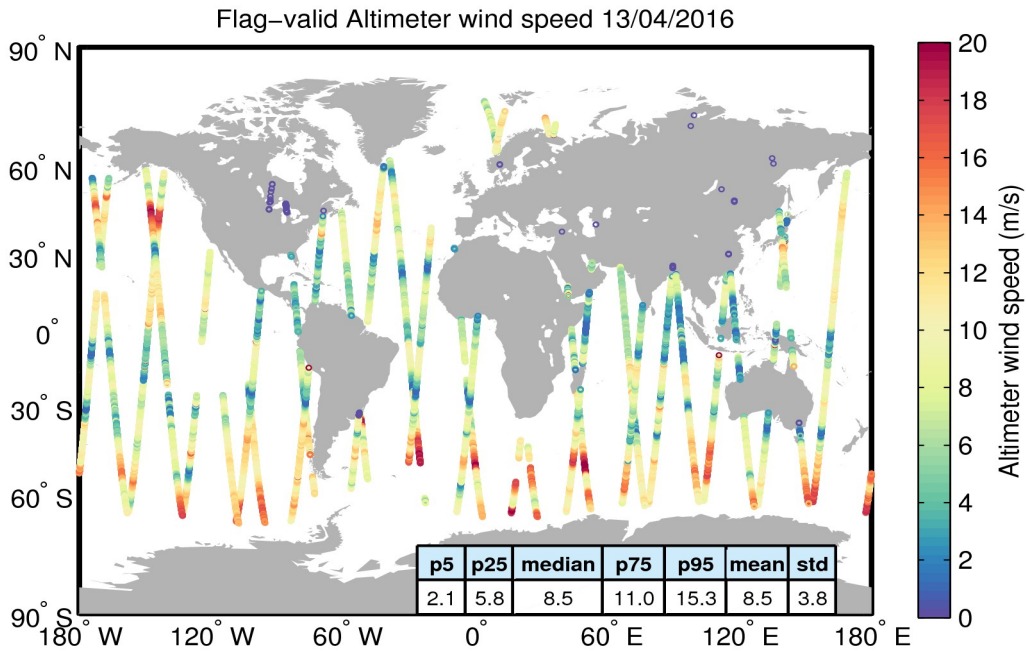 Flag−valid Altimeter wind speed 13/04/2016
90° N
60° N
30° N
0°
30° S
60° S
90° S
180° W
120° W
60° W
0°
60° E
120° E
180° E
p5 p25 median p75 p95 mean std
2.1 5.8 8.5 11.0 15.3 8.5 3.8
20
18
16
14
12
10
8
6
4
2
0
Altimeter wind speed (m/s)